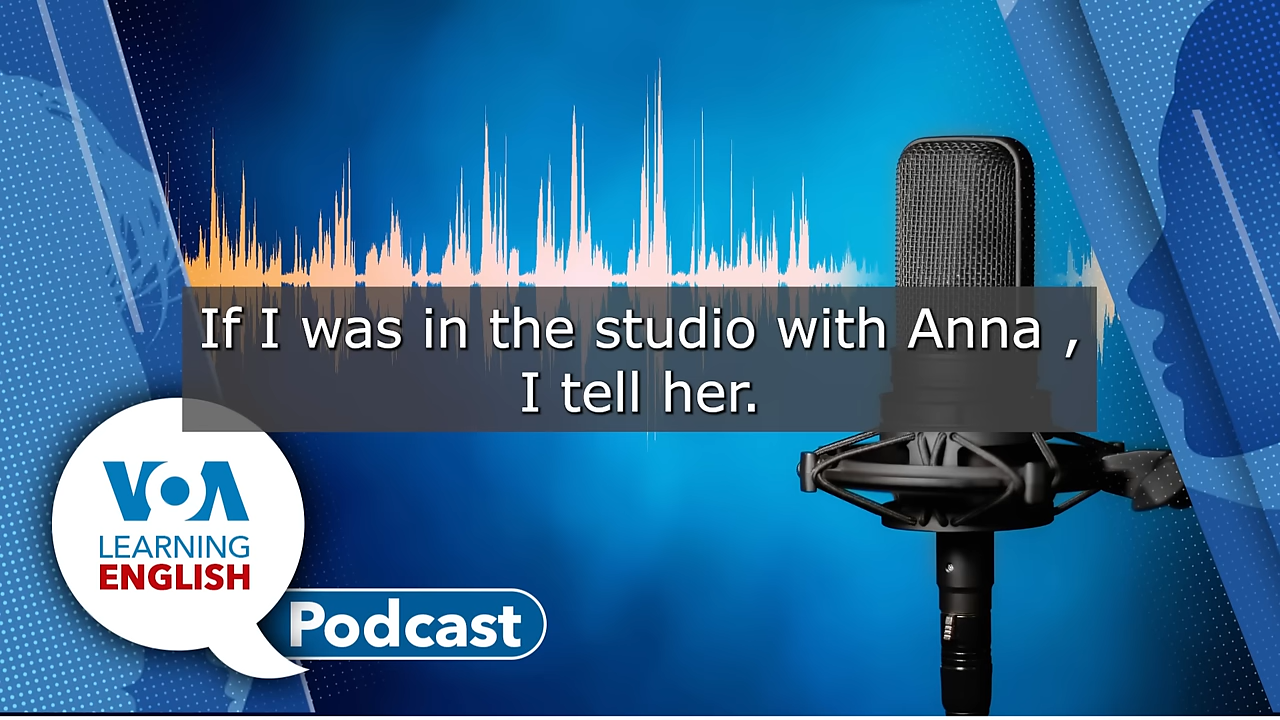 If I was in the studio with Anna ,
I tell her.
VOA
LEARNING
ENGLISH
Podcast